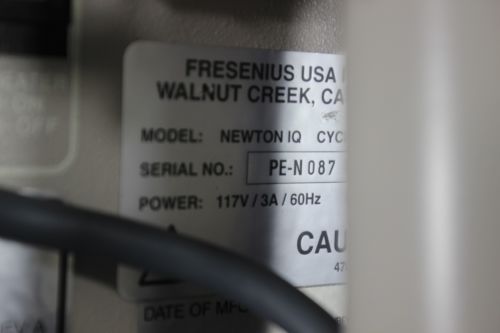 FRESENIUS USA
WALNUT CREEK, CA
MODEL: NEWTON IQ CYC
SERIAL NO.: PE-N 087
POWER: 117V / 3A / 60Hz
CAU
DATE OF MFG
OFF